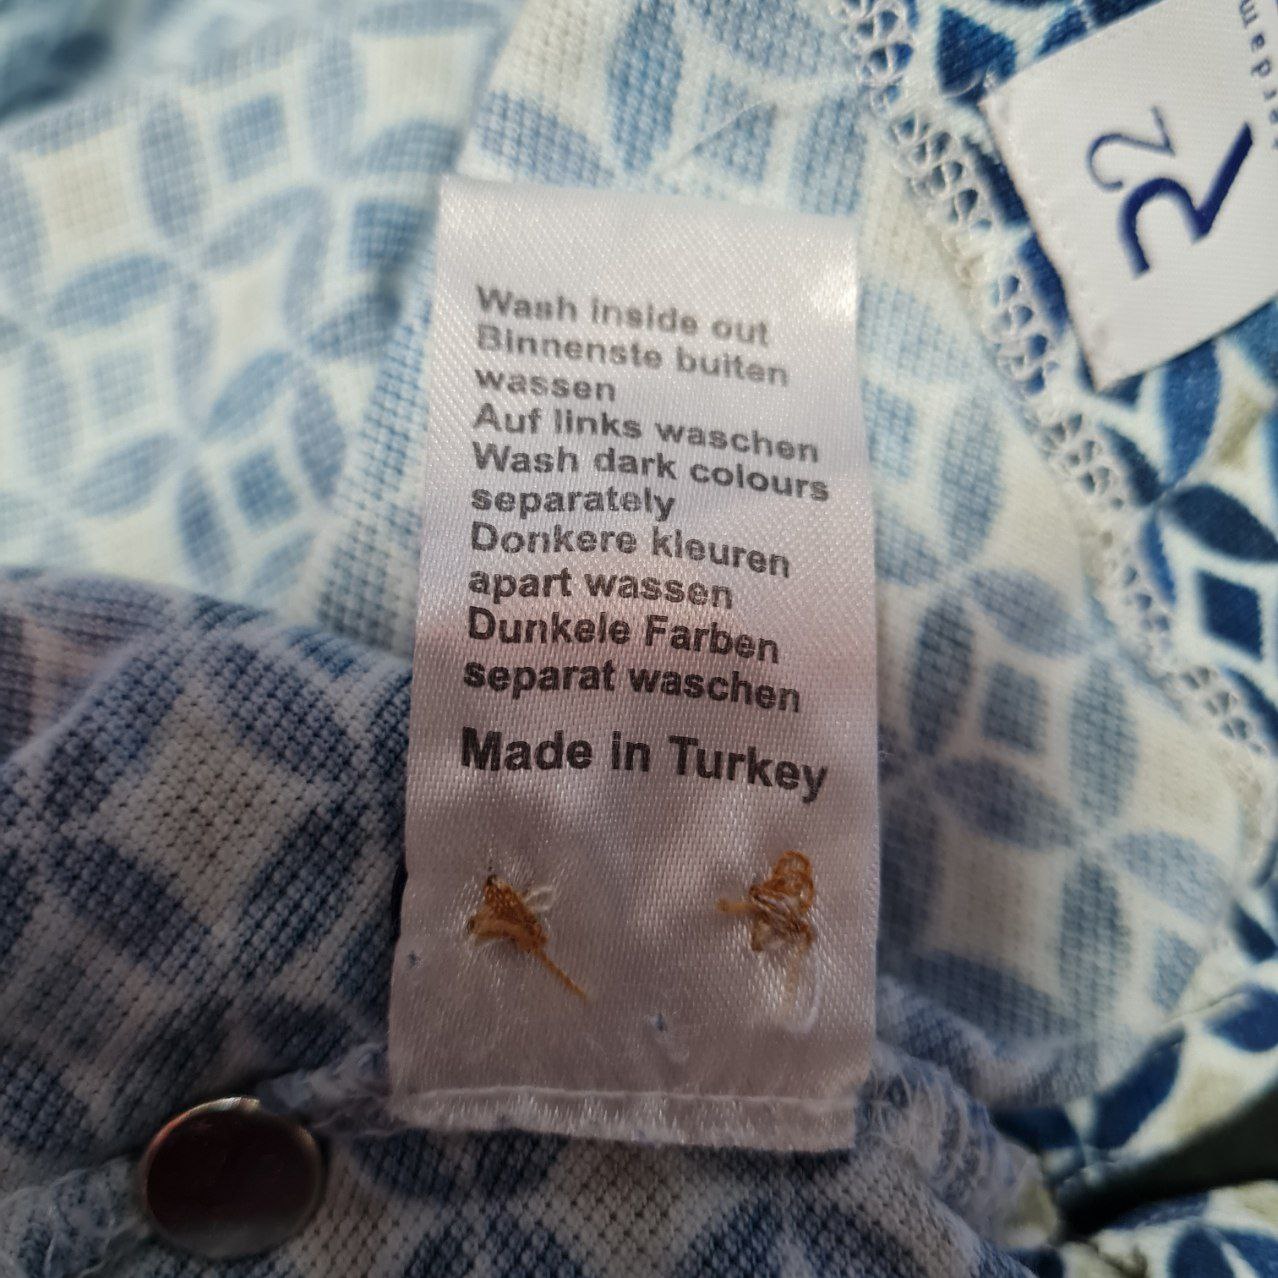 Wash inside out
Binnenste buiten
wassen
Auf links waschen
Wash dark colours
separately
Donkere kleuren
apart wassen
Dunkele Farben
separat waschen
Made in Turkey